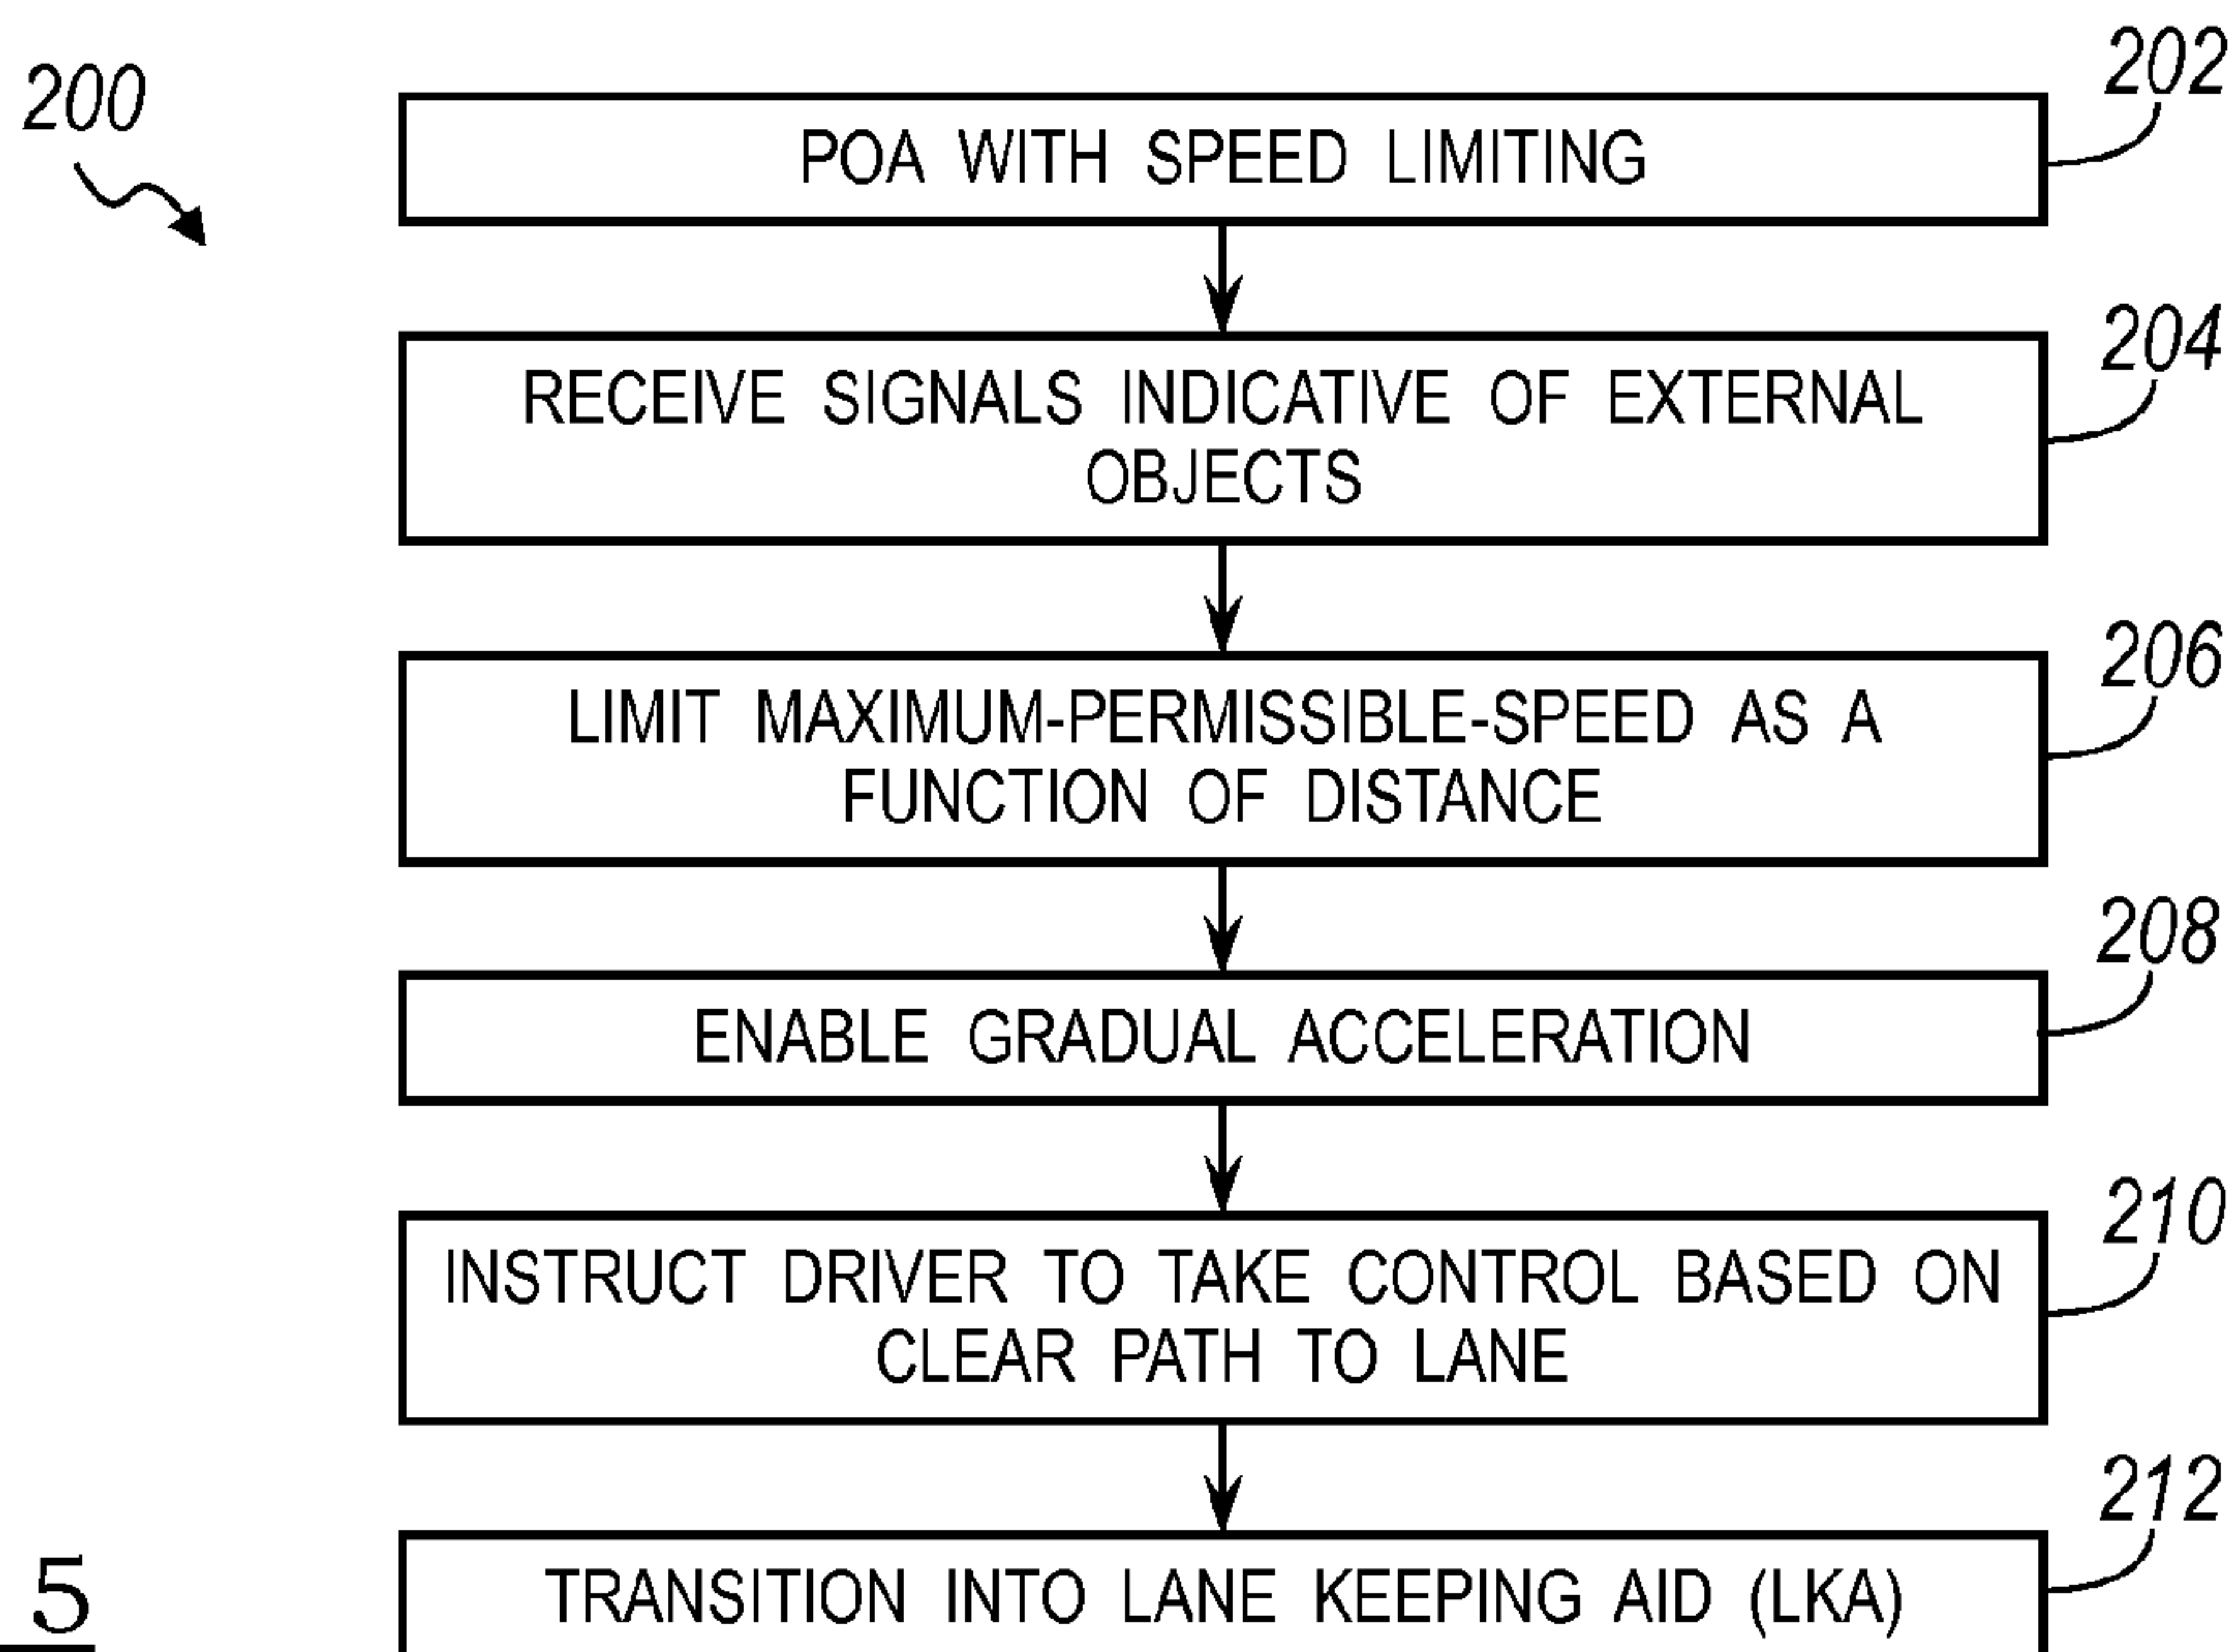 200
202
POA WITH SPEED LIMITING
204
RECEIVE SIGNALS INDICATIVE OF EXTERNAL
OBJECTS
206
LIMIT MAXIMUM-PERMISSIBLE-SPEED AS A
FUNCTION OF DISTANCE
208
ENABLE GRADUAL ACCELERATION
210
INSTRUCT DRIVER TO TAKE CONTROL BASED ON
CLEAR PATH TO LANE
212
TRANSITION INTO LANE KEEPING AID (LKA)
5